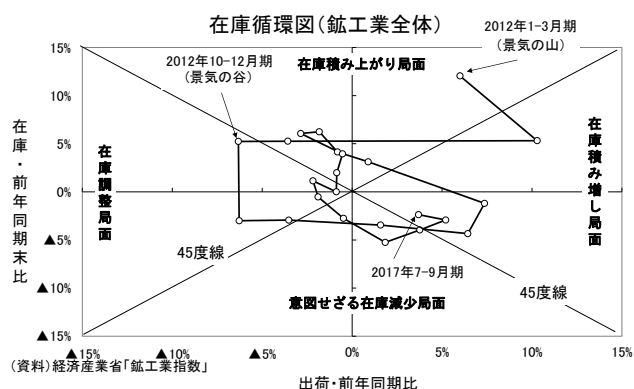 在庫循環図(鉱工業全体)
2012年1-3月期
(景気の山)
2012年10-12月期
(景気の谷)
在庫積み上がり局面
在庫・前年同期末比
15%
10%
5%
0%
▲5%
▲10%
▲15%
在庫調整局面
在庫積み増し局面
45度線
2017年7-9月期
45度線
意図せざる在庫減少局面
▲15%
▲10%
▲5%
0%
5%
10%
15%
(資料)経済産業省「鉱工業指数」
出荷・前年同期比